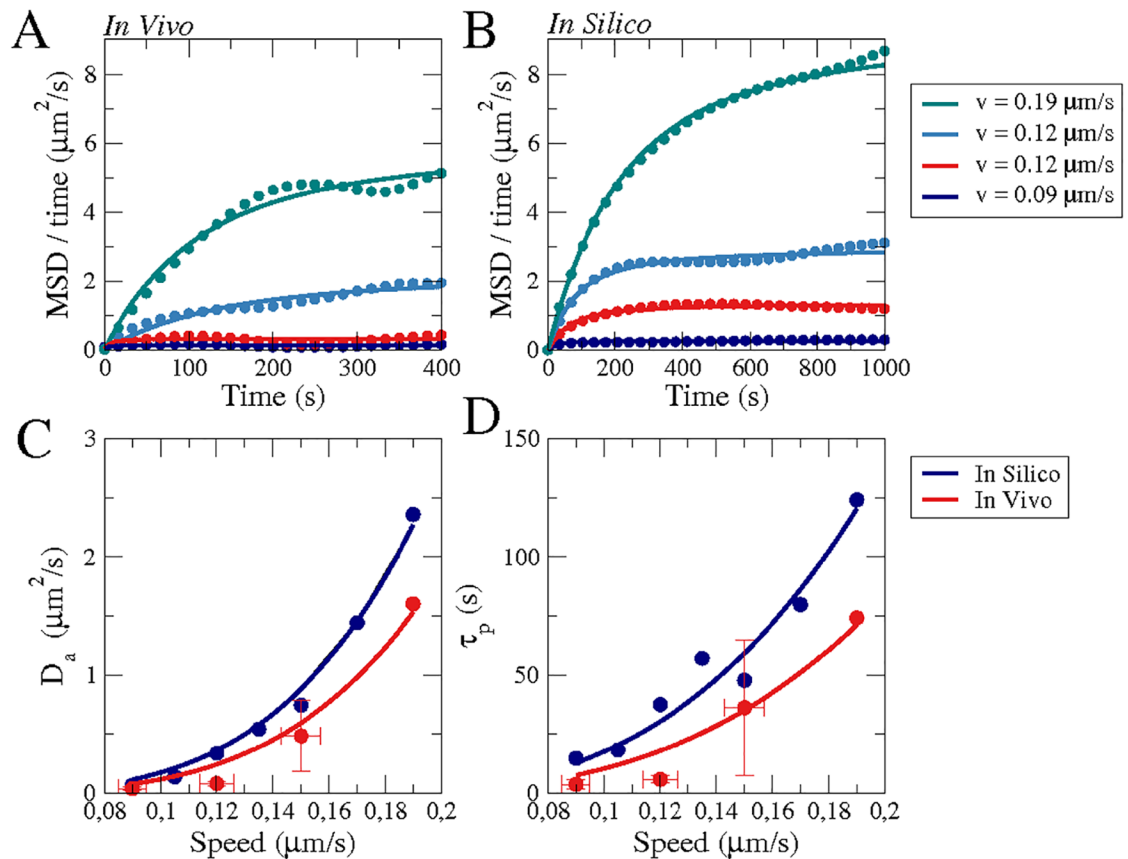 A
In Vivo
MSD / time (μm²/s)
8
6
4
2
0
0
100
200
300
400
Time (s)
B
In Silico
MSD / time (μm²/s)
8
6
4
2
0
0
200
400
600
800
1000
Time (s)
v = 0.19 μm/s
v = 0.12 μm/s
v = 0.12 μm/s
v = 0.09 μm/s
C
D_a (μm²/s)
3
2
1
0
0,08
0,1
0,12
0,14
0,16
0,18
0,2
Speed (μm/s)
D
τ_p (s)
150
100
50
0
0,08
0,1
0,12
0,14
0,16
0,18
0,2
Speed (μm/s)
In Silico
In Vivo